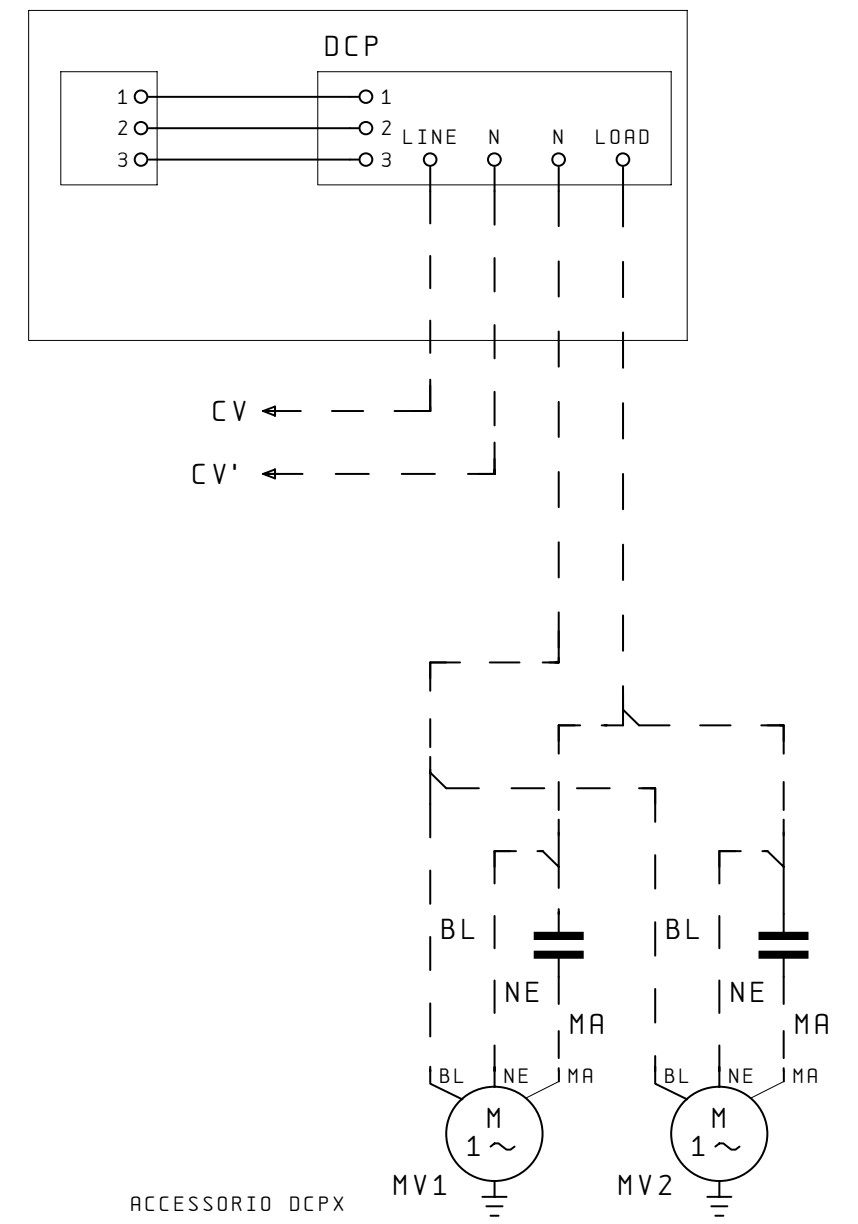 DCP
1 1
2 2
3 3
LINE N N LOAD
CV
CV'
BL BL
NE NE
MA MA
BL NE MA BL NE MA
M M
1~ 1~
MV1 MV2
ACCESSORIO DCPX